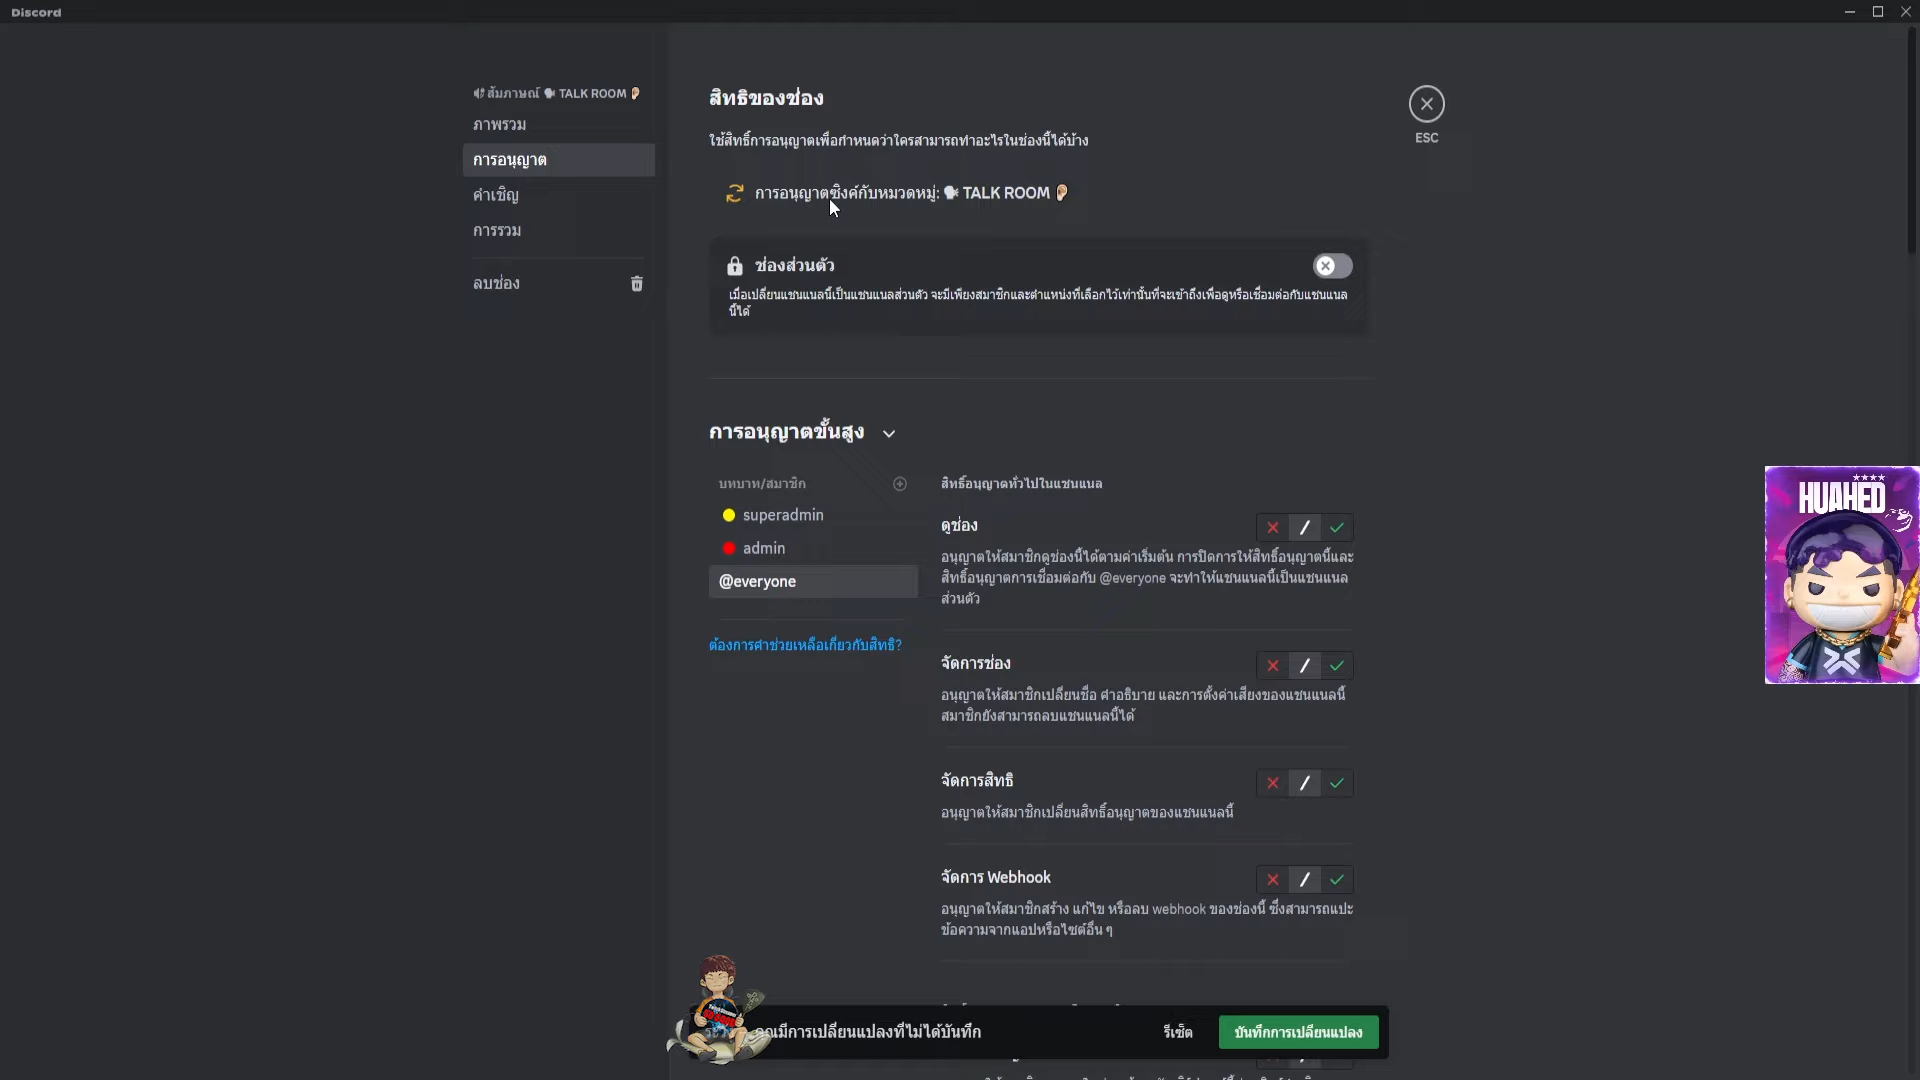 Discord
สัมภาษณ์ 🗣 TALK ROOM 👂
ภาพรวม
การอนุญาต
คำเชิญ
การรวม
ลบช่อง
สิทธิของช่อง
ใช้สิทธิ์การอนุญาตเพื่อกำหนดว่าใครสามารถทำอะไรในช่องนี้ได้บ้าง
การอนุญาตซิงค์กับหมวดหมู่: 🗣 TALK ROOM 👂
ESC
ช่องส่วนตัว
เมื่อเปลี่ยนแชนแนลนี้เป็นแชนแนลส่วนตัว จะมีเพียงสมาชิกและตำแหน่งที่เลือกไว้เท่านั้นที่จะเข้าถึงเพื่อดูหรือเชื่อมต่อกับแชนแนล
นี้ได้
การอนุญาตขั้นสูง
บทบาท/สมาชิก
superadmin
admin
@everyone
ต้องการคำช่วยเหลือเกี่ยวกับสิทธิ?
สิทธิ์อนุญาตทั่วไปในแชนแนล
ดูช่อง
อนุญาตให้สมาชิกดูช่องนี้ได้ตามค่าเริ่มต้น การปิดการให้สิทธิ์อนุญาตนี้และ
สิทธิ์อนุญาตการเชื่อมต่อกับ @everyone จะทำให้แชนแนลนี้เป็นแชนแนล
ส่วนตัว
จัดการช่อง
อนุญาตให้สมาชิกเปลี่ยนชื่อ คำอธิบาย และการตั้งค่าเสียงของแชนแนลนี้
สมาชิกยังสามารถลบแชนแนลนี้ได้
จัดการสิทธิ
อนุญาตให้สมาชิกเปลี่ยนสิทธิ์อนุญาตของแชนแนลนี้
จัดการ Webhook
อนุญาตให้สมาชิกสร้าง แก้ไข หรือลบ webhook ของช่องนี้ ซึ่งสามารถแปะ
ข้อความจากแอปหรือไซต์อื่น ๆ
คุณมีการเปลี่ยนแปลงที่ไม่ได้บันทึก
รีเซ็ต
บันทึกการเปลี่ยนแปลง
HUAHED